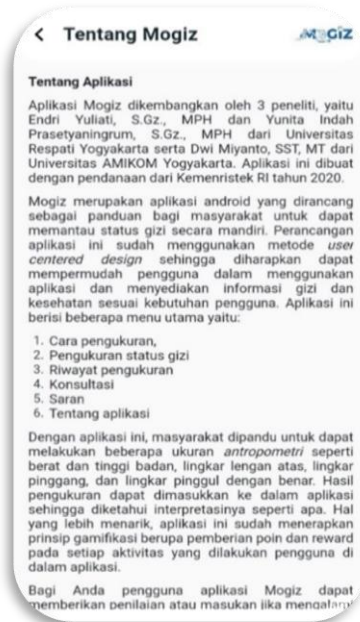 Tentang Mogiz
MOGIZ
Tentang Aplikasi
Aplikasi Mogiz dikembangkan oleh 3 peneliti, yaitu
Endri Yuliati, S.Gz., MPH dan Yunita Indah
Prasetyaningrum, S.Gz., MPH dari Universitas
Respati Yogyakarta serta Dwi Miyanto, SST, MT dari
Universitas AMIKOM Yogyakarta. Aplikasi ini dibuat
dengan pendanaan dari Kemenristek RI tahun 2020.
Mogiz merupakan aplikasi android yang dirancang
sebagai panduan bagi masyarakat untuk dapat
memantau status gizi secara mandiri. Perancangan
aplikasi ini sudah menggunakan metode user
centered design sehingga diharapkan dapat
mempermudah pengguna dalam menggunakan
aplikasi dan menyediakan informasi gizi dan
kesehatan sesuai kebutuhan pengguna. Aplikasi ini
berisi beberapa menu utama yaitu:
1. Cara pengukuran,
2. Pengukuran status gizi
3. Riwayat pengukuran
4. Konsultasi
5. Saran
6. Tentang aplikasi
Dengan aplikasi ini, masyarakat dipandu untuk dapat
melakukan beberapa ukuran antropometri seperti
berat dan tinggi badan, lingkar lengan atas, lingkar
pinggang, dan lingkar pinggul dengan benar. Hasil
pengukuran dapat dimasukkan ke dalam aplikasi
sehingga diketahui interpretasinya seperti apa. Hal
yang lebih menarik, aplikasi ini sudah menerapkan
prinsip gamifikasi berupa pemberian poin dan reward
pada setiap aktivitas yang dilakukan pengguna di
dalam aplikasi.
Bagi Anda pengguna aplikasi Mogiz dapat
memberikan penilaian atau masukan jika mengalami